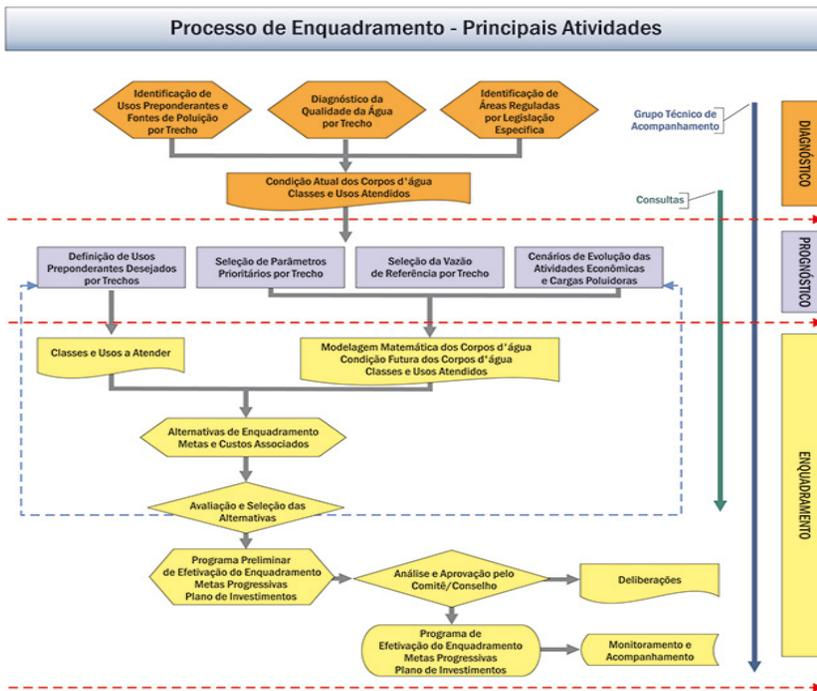 Processo de Enquadramento - Principais Atividades
Identificação de
Usos Preponderantes e
Fontes de Poluição
por Trecho
Diagnóstico da
Qualidade da Água
por Trecho
Identificação de
Áreas Reguladas
por Legislação
Especifica
Grupo Técnico de
Acompanhamento
DIAGNÓSTICO
Condição Atual dos Corpos d'água
Classes e Usos Atendidos
Consultas
Definição de Usos
Preponderantes Desejados
por Trechos
Seleção de Parâmetros
Prioritários por Trecho
Seleção da Vazão
de Referência por Trecho
Cenários de Evolução das
Atividades Econômicas
e Cargas Poluidoras
PROGNÓSTICO
Classes e Usos a Atender
Modelagem Matemática dos Corpos d'água
Condição Futura dos Corpos d'água
Classes e Usos Atendidos
Alternativas de Enquadramento
Metas e Custos Associados
Avaliação e Seleção das
Alternativas
ENQUADRAMENTO
Programa Preliminar
de Efetivação do Enquadramento
Metas Progressivas
Plano de Investimentos
Análise e Aprovação pelo
Comitê/Conselho
Deliberações
Programa de
Efetivação do Enquadramento
Metas Progressivas
Plano de Investimentos
Monitoramento e
Acompanhamento